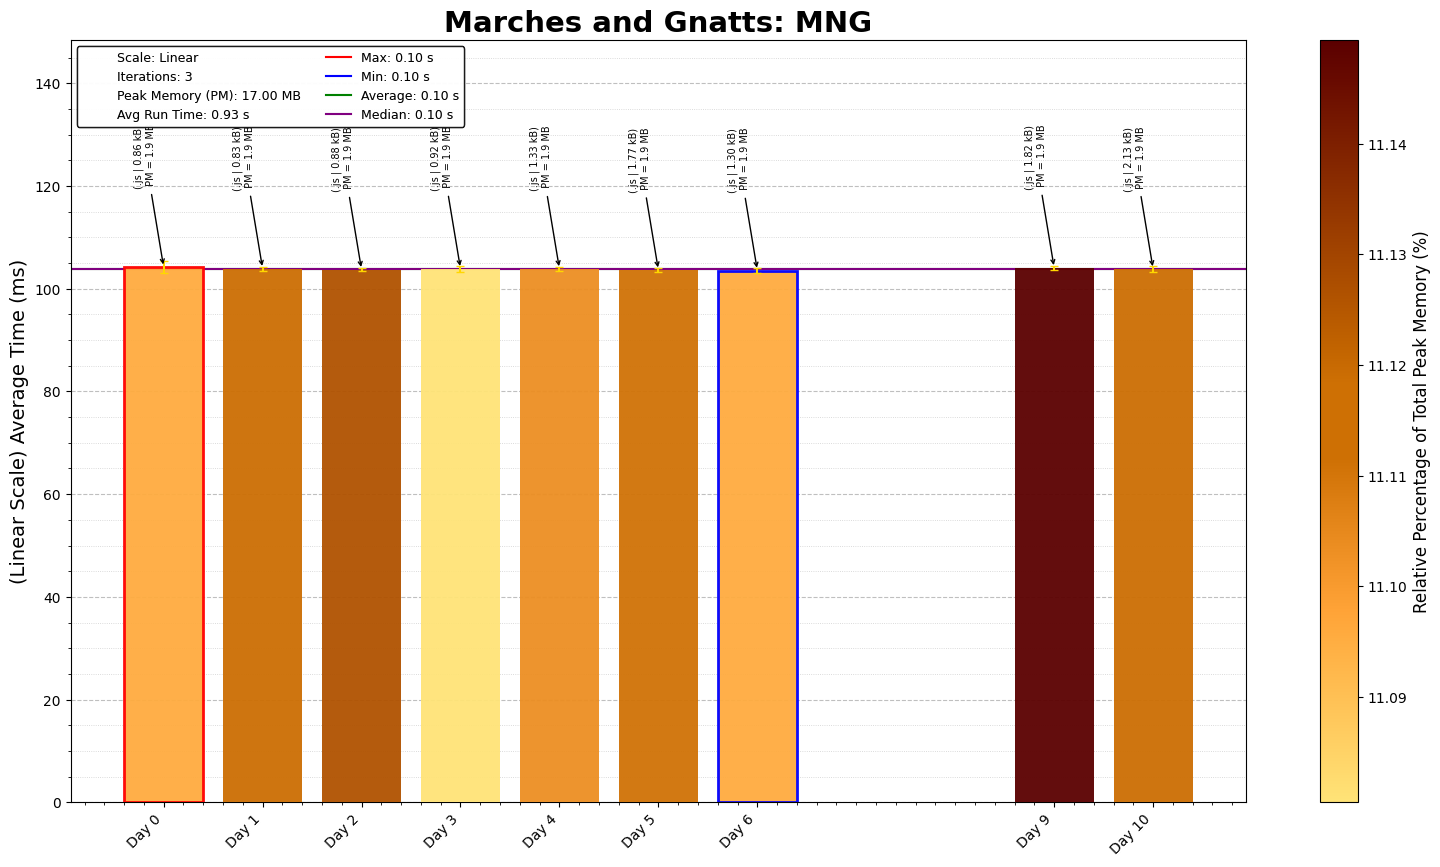 Marches and Gnatts: MNG
Scale: Linear
Iterations: 3
Peak Memory (PM): 17.00 MB
Avg Run Time: 0.93 s
Max: 0.10 s
Min: 0.10 s
Average: 0.10 s
Median: 0.10 s
(.js | 0.86 kB)
PM = 1.9 MB
(.js | 0.83 kB)
PM = 1.9 MB
(.js | 0.88 kB)
PM = 1.9 MB
(.js | 0.92 kB)
PM = 1.9 MB
(.js | 1.33 kB)
PM = 1.9 MB
(.js | 1.77 kB)
PM = 1.9 MB
(.js | 1.30 kB)
PM = 1.9 MB
(.js | 1.82 kB)
PM = 1.9 MB
(.js | 2.13 kB)
PM = 1.9 MB
(Linear Scale) Average Time (ms)
140
120
100
80
60
40
20
0
Day 0
Day 1
Day 2
Day 3
Day 4
Day 5
Day 6
Day 9
Day 10
11.14
11.13
11.12
11.11
11.10
11.09
Relative Percentage of Total Peak Memory (%)